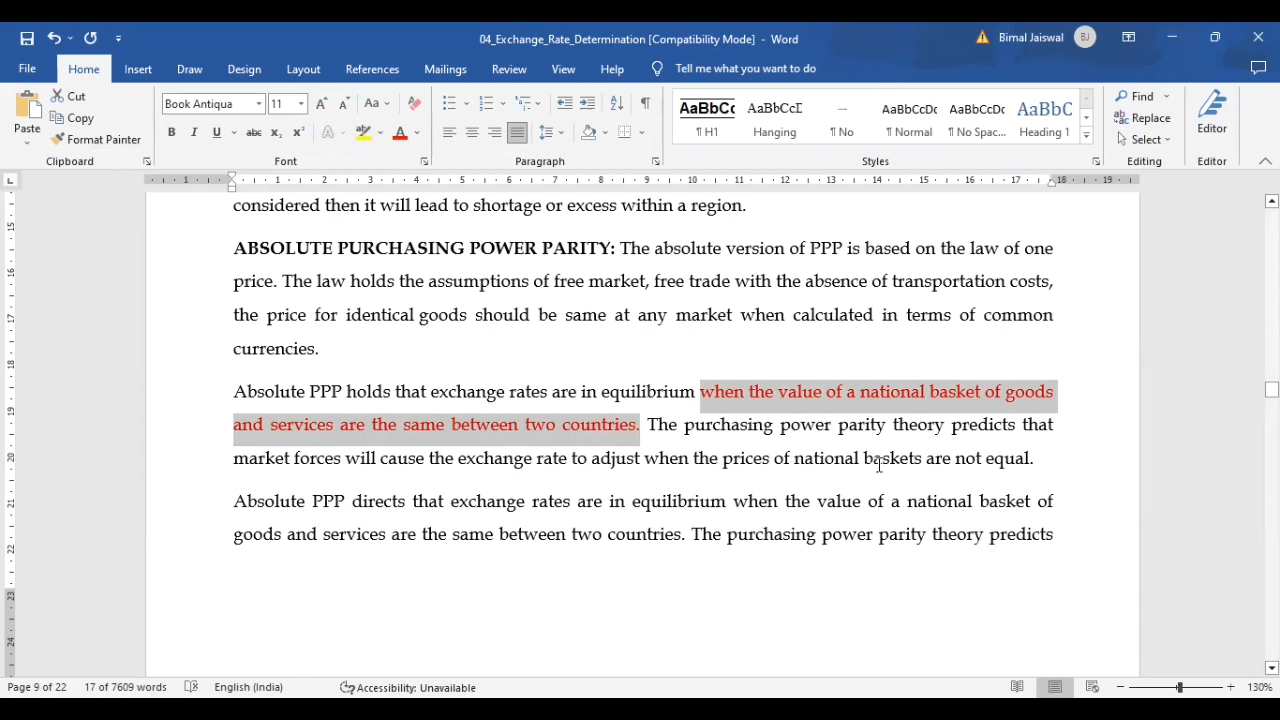 04_Exchange_Rate_Determination [Compatibility Mode] - Word
Bimal Jaiswal
BJ
File Home Insert Draw Design Layout References Mailings Review View Help Tell me what you want to do
Paste
Cut
Copy
Format Painter
Clipboard
Book Antiqua 11
Font
Paragraph
AaBbCc AaBbCcD AaBbCcDc AaBbCcDc AaBbC
¶ H1 Hanging ¶ No ¶ Normal ¶ No Spac... Heading 1
Styles
Find
Replace
Select
Editing
Editor
Editor
considered then it will lead to shortage or excess within a region.
ABSOLUTE PURCHASING POWER PARITY: The absolute version of PPP is based on the law of one
price. The law holds the assumptions of free market, free trade with the absence of transportation costs,
the price for identical goods should be same at any market when calculated in terms of common
currencies.
Absolute PPP holds that exchange rates are in equilibrium when the value of a national basket of goods
and services are the same between two countries. The purchasing power parity theory predicts that
market forces will cause the exchange rate to adjust when the prices of national baskets are not equal.
Absolute PPP directs that exchange rates are in equilibrium when the value of a national basket of
goods and services are the same between two countries. The purchasing power parity theory predicts
Page 9 of 22 17 of 7609 words English (India) Accessibility: Unavailable 130%